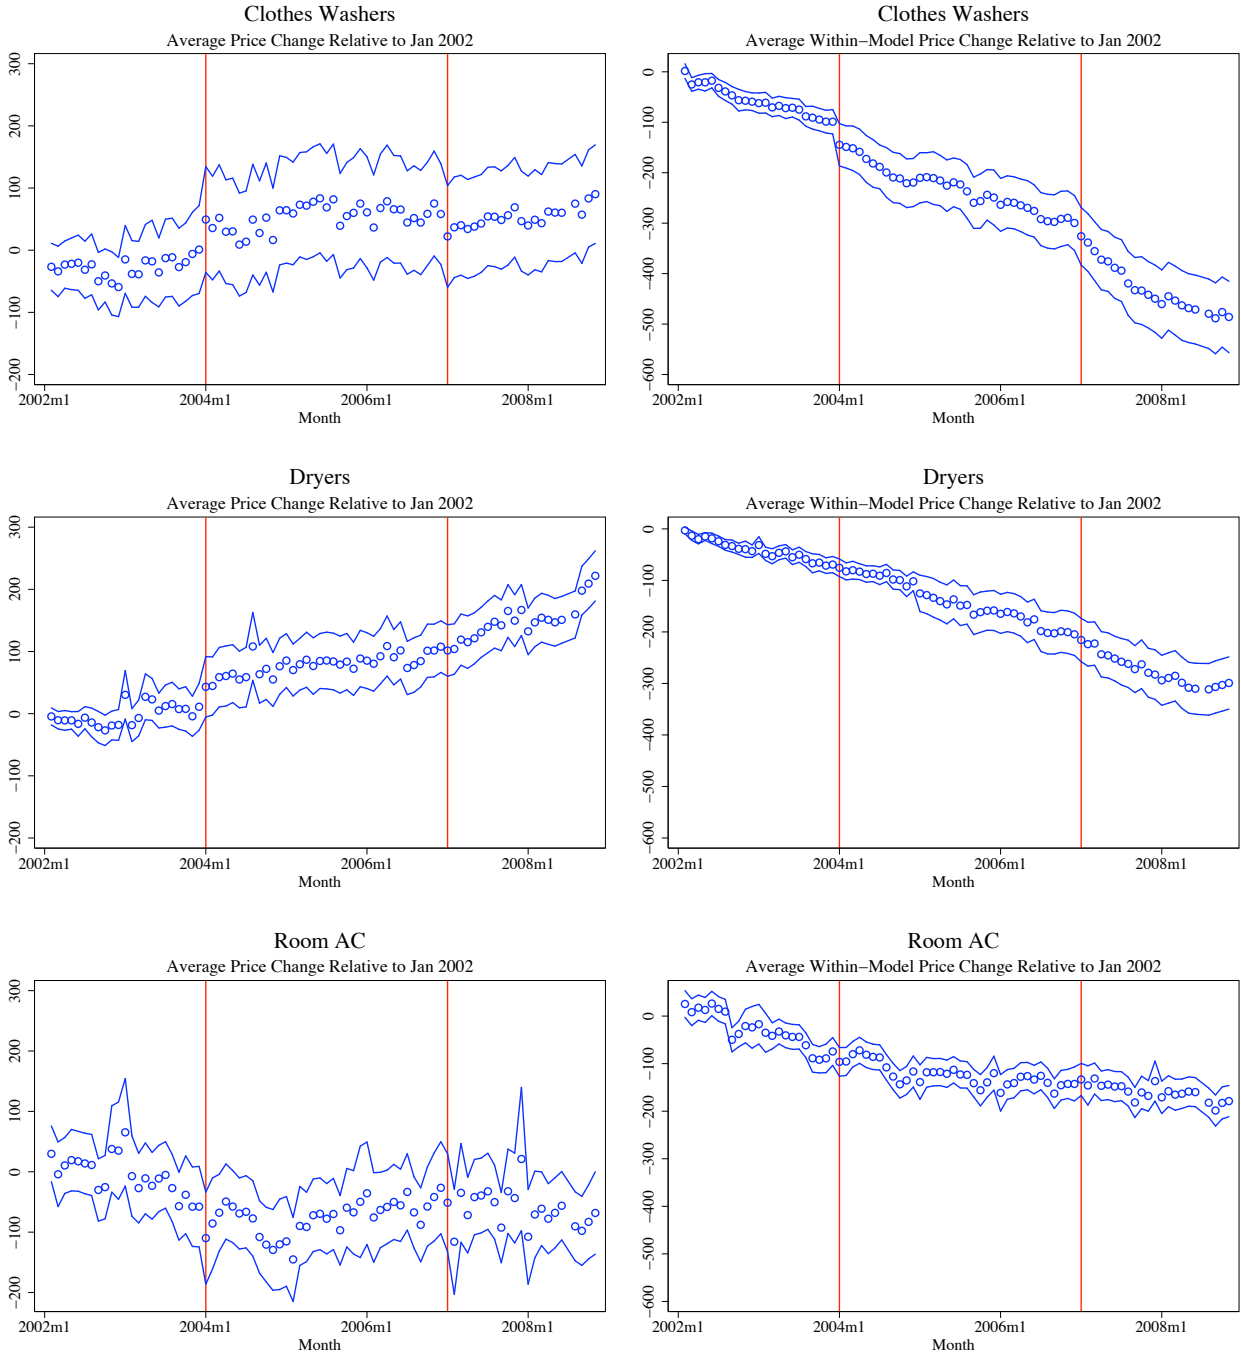 Clothes Washers
Average Price Change Relative to Jan 2002
300
200
100
0
−100
−200
2002m1 2004m1 2006m1 2008m1
Month
Clothes Washers
Average Within−Model Price Change Relative to Jan 2002
0
−100
−200
−300
−400
−500
−600
2002m1 2004m1 2006m1 2008m1
Month
Dryers
Average Price Change Relative to Jan 2002
300
200
100
0
−100
−200
2002m1 2004m1 2006m1 2008m1
Month
Dryers
Average Within−Model Price Change Relative to Jan 2002
0
−100
−200
−300
−400
−500
−600
2002m1 2004m1 2006m1 2008m1
Month
Room AC
Average Price Change Relative to Jan 2002
300
200
100
0
−100
−200
2002m1 2004m1 2006m1 2008m1
Month
Room AC
Average Within−Model Price Change Relative to Jan 2002
0
−100
−200
−300
−400
−500
−600
2002m1 2004m1 2006m1 2008m1
Month